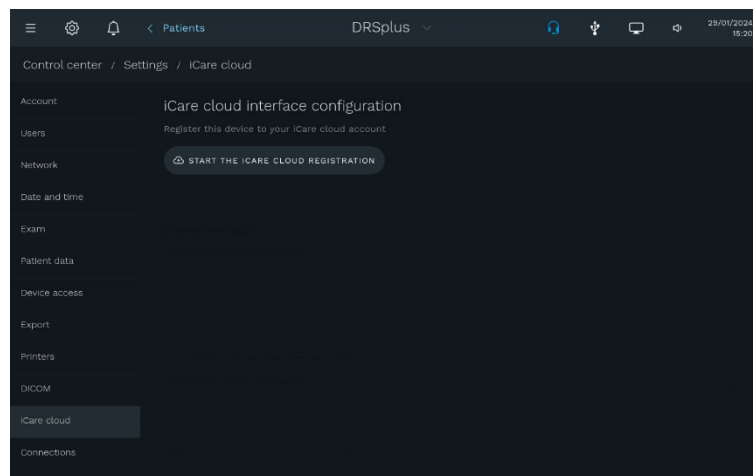 Patients
DRSplus
29/01/2024
15:20
Control center / Settings / iCare cloud
Account
iCare cloud interface configuration
Users
Register this device to your iCare cloud account
START THE ICARE CLOUD REGISTRATION
Network
Date and time
Exam
Patient data
Device access
Export
Printers
DICOM
iCare cloud
Connections